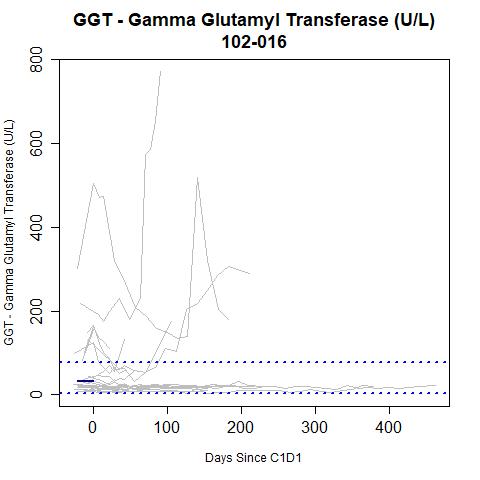 GGT - Gamma Glutamyl Transferase (U/L)
102-016
GGT - Gamma Glutamyl Transferase (U/L)
800
600
400
200
0
0 100 200 300 400
Days Since C1D1